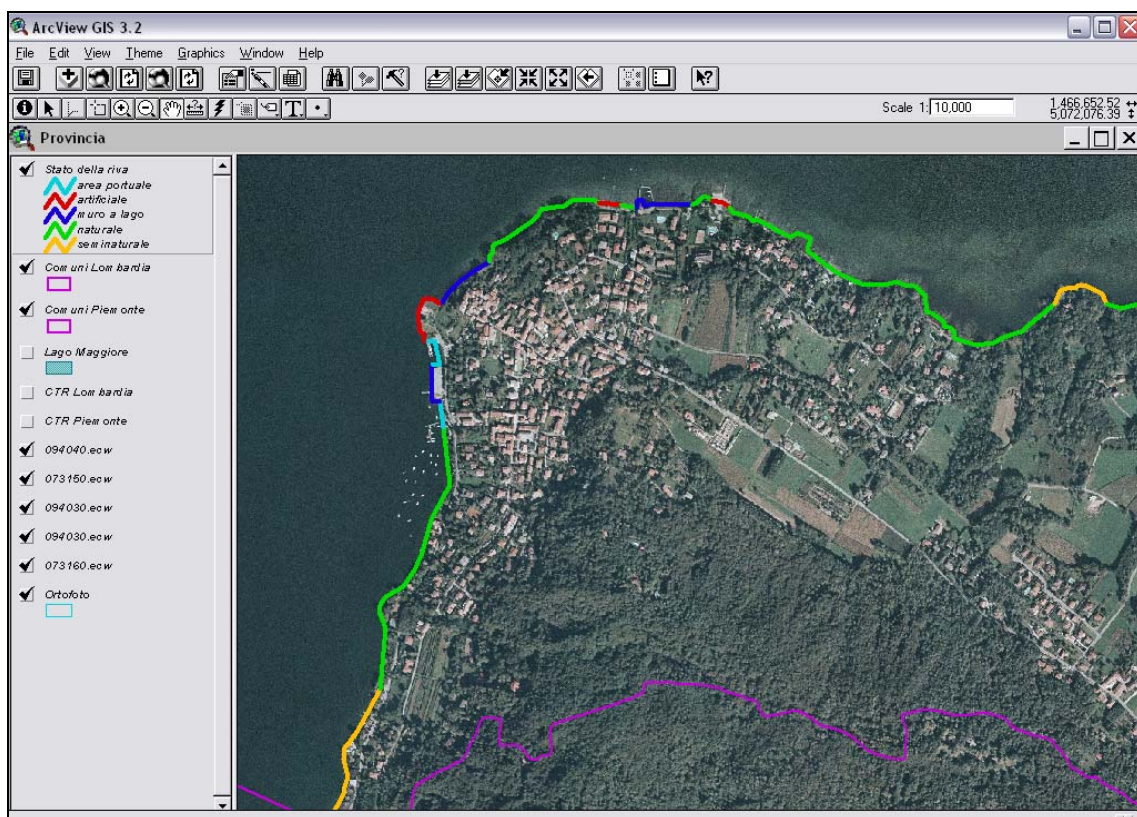 ArcView GIS 3.2
File Edit View Theme Graphics Window Help
Scale 1: 10,000
1,466,652.52
5,072,076.39
Provincia
Stato della riva
area portuale
artificiale
muro a lago
naturale
seminaturale
Comuni Lombardia
Comuni Piemonte
Lago Maggiore
CTR Lombardia
CTR Piemonte
094040.ecw
073150.ecw
094030.ecw
094030.ecw
073160.ecw
Ortofoto